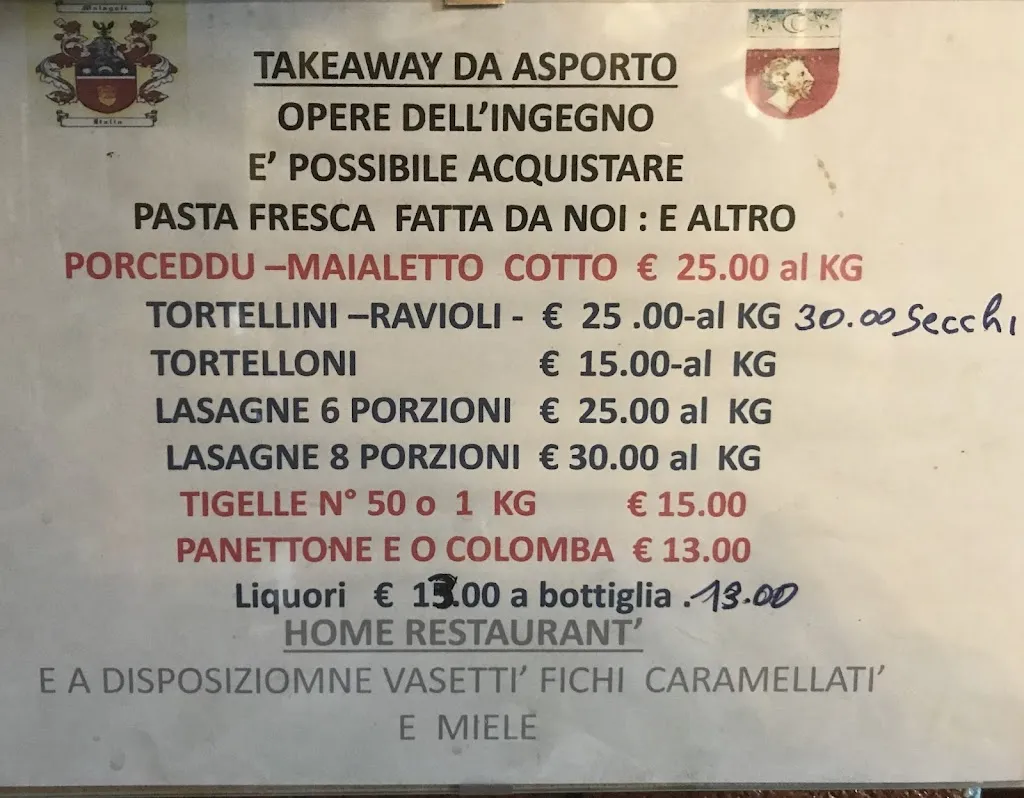 Malagoli
Italia
TAKEAWAY DA ASPORTO
OPERE DELL'INGEGNO
E' POSSIBILE ACQUISTARE
PASTA FRESCA FATTA DA NOI : E ALTRO
PORCEDDU –MAIALETTO COTTO € 25.00 al KG
TORTELLINI –RAVIOLI - € 25 .00-al KG 30.00 secchi
TORTELLONI € 15.00-al KG
LASAGNE 6 PORZIONI € 25.00 al KG
LASAGNE 8 PORZIONI € 30.00 al KG
TIGELLE N° 50 o 1 KG € 15.00
PANETTONE E O COLOMBA € 13.00
Liquori € 13.00 a bottiglia . 13.00
HOME RESTAURANT'
E A DISPOSIZIOMNE VASETTI' FICHI CARAMELLATI'
E MIELE